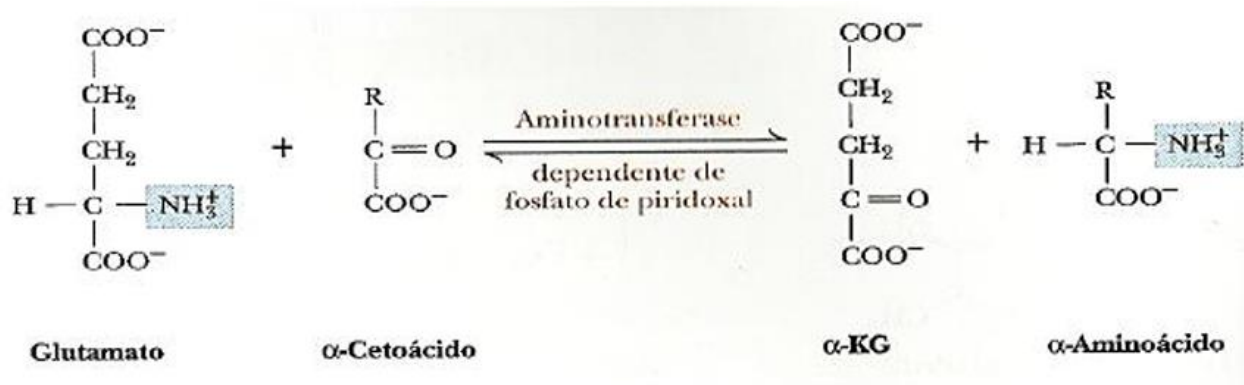 COO⁻
CH₂
CH₂
H — C — NH₃⁺
COO⁻
+
R
C=O
COO⁻
Aminotransferase
dependente de
fosfato de piridoxal
COO⁻
CH₂
CH₂
C=O
COO⁻
+
R
H — C — NH₃⁺
COO⁻
Glutamato
α-Cetoácido
α-KG
α-Aminoácido